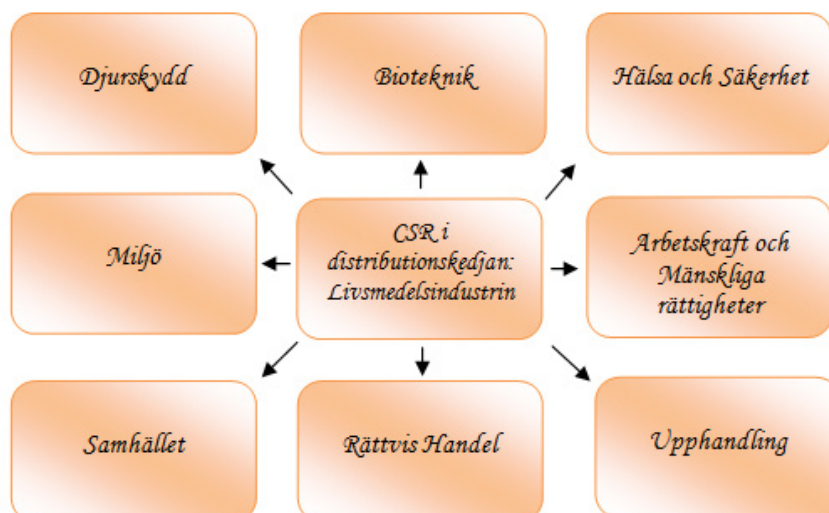 Djurskydd
Bioteknik
Hälsa och Säkerhet
Miljö
CSR i
distributionskedjan:
Livsmedelsindustrin
Arbetskraft och
Mänskliga
rättigheter
Samhället
Rättvis Handel
Upphandling